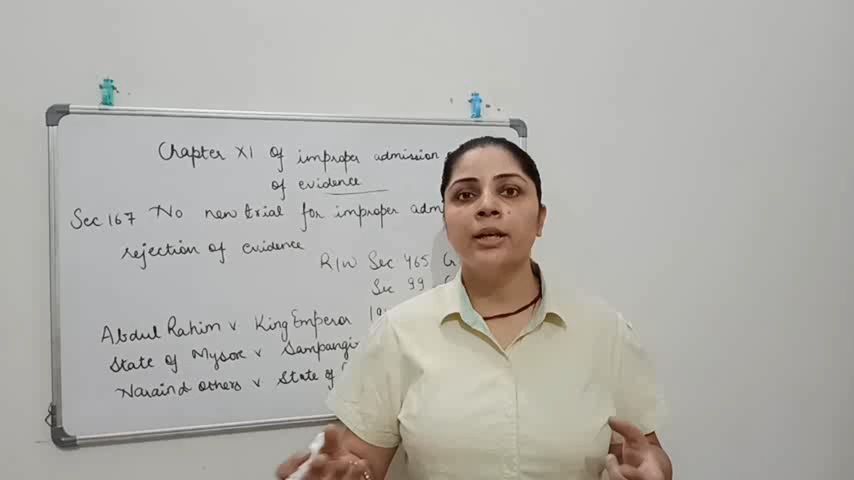 Chapter XI of improper admission
of evidence
Sec 167 No new trial for improper adm
rejection of evidence
R/W Sec 465
Sec 99
Abdul Rahim v King Emperor
State of Mysore v Sampangi
Narain & others v State of